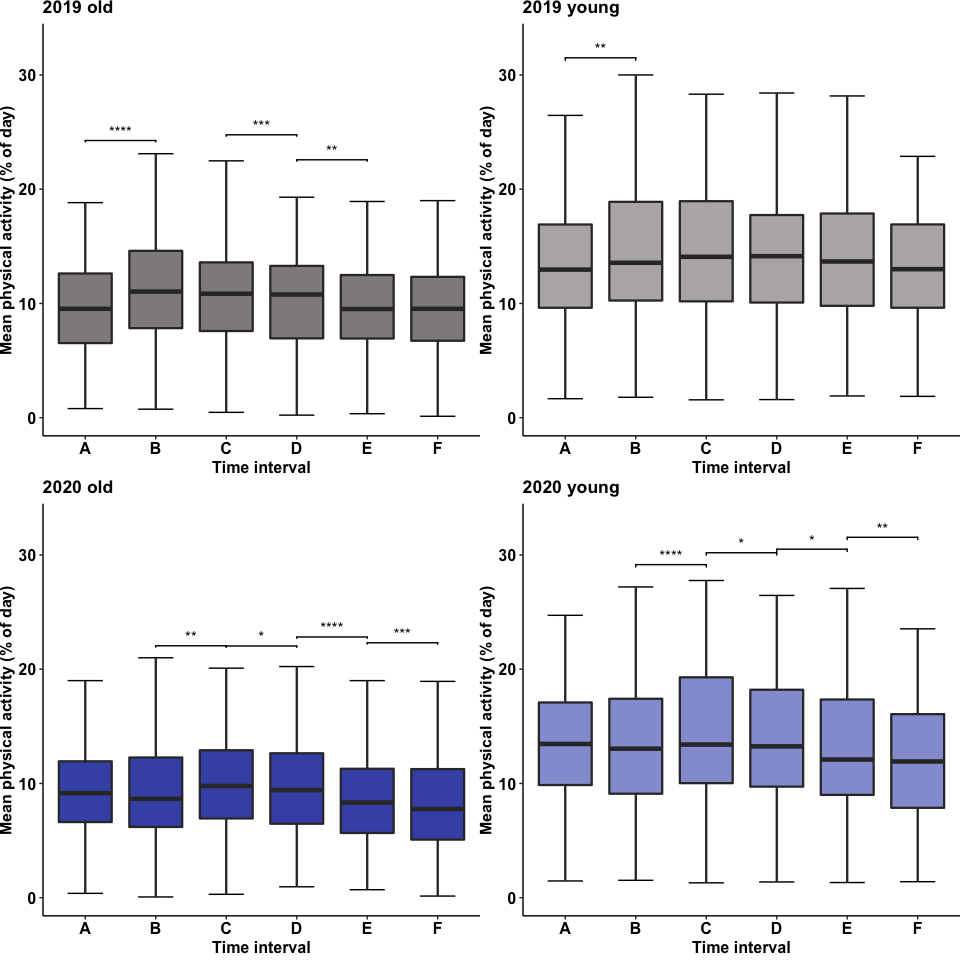 2019 old
Mean physical activity (% of day)
30
20
10
0
****
***
**
A B C D E F
Time interval
2019 young
Mean physical activity (% of day)
30
20
10
0
**
A B C D E F
Time interval
2020 old
Mean physical activity (% of day)
30
20
10
0
**
*
****
***
A B C D E F
Time interval
2020 young
Mean physical activity (% of day)
30
20
10
0
****
*
*
**
A B C D E F
Time interval